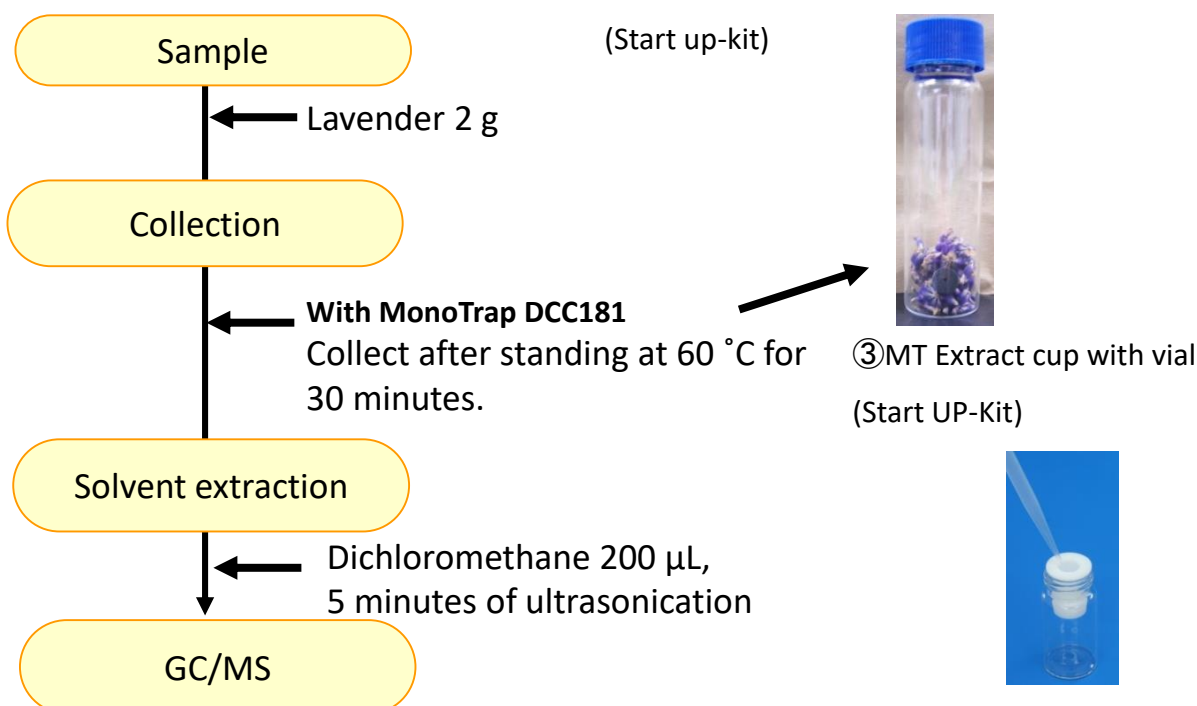 Sample
(Start up-kit)
Lavender 2 g
Collection
With MonoTrap DCC181
Collect after standing at 60 ˚C for
30 minutes.
③MT Extract cup with vial
(Start UP-Kit)
Solvent extraction
Dichloromethane 200 µL,
5 minutes of ultrasonication
GC/MS